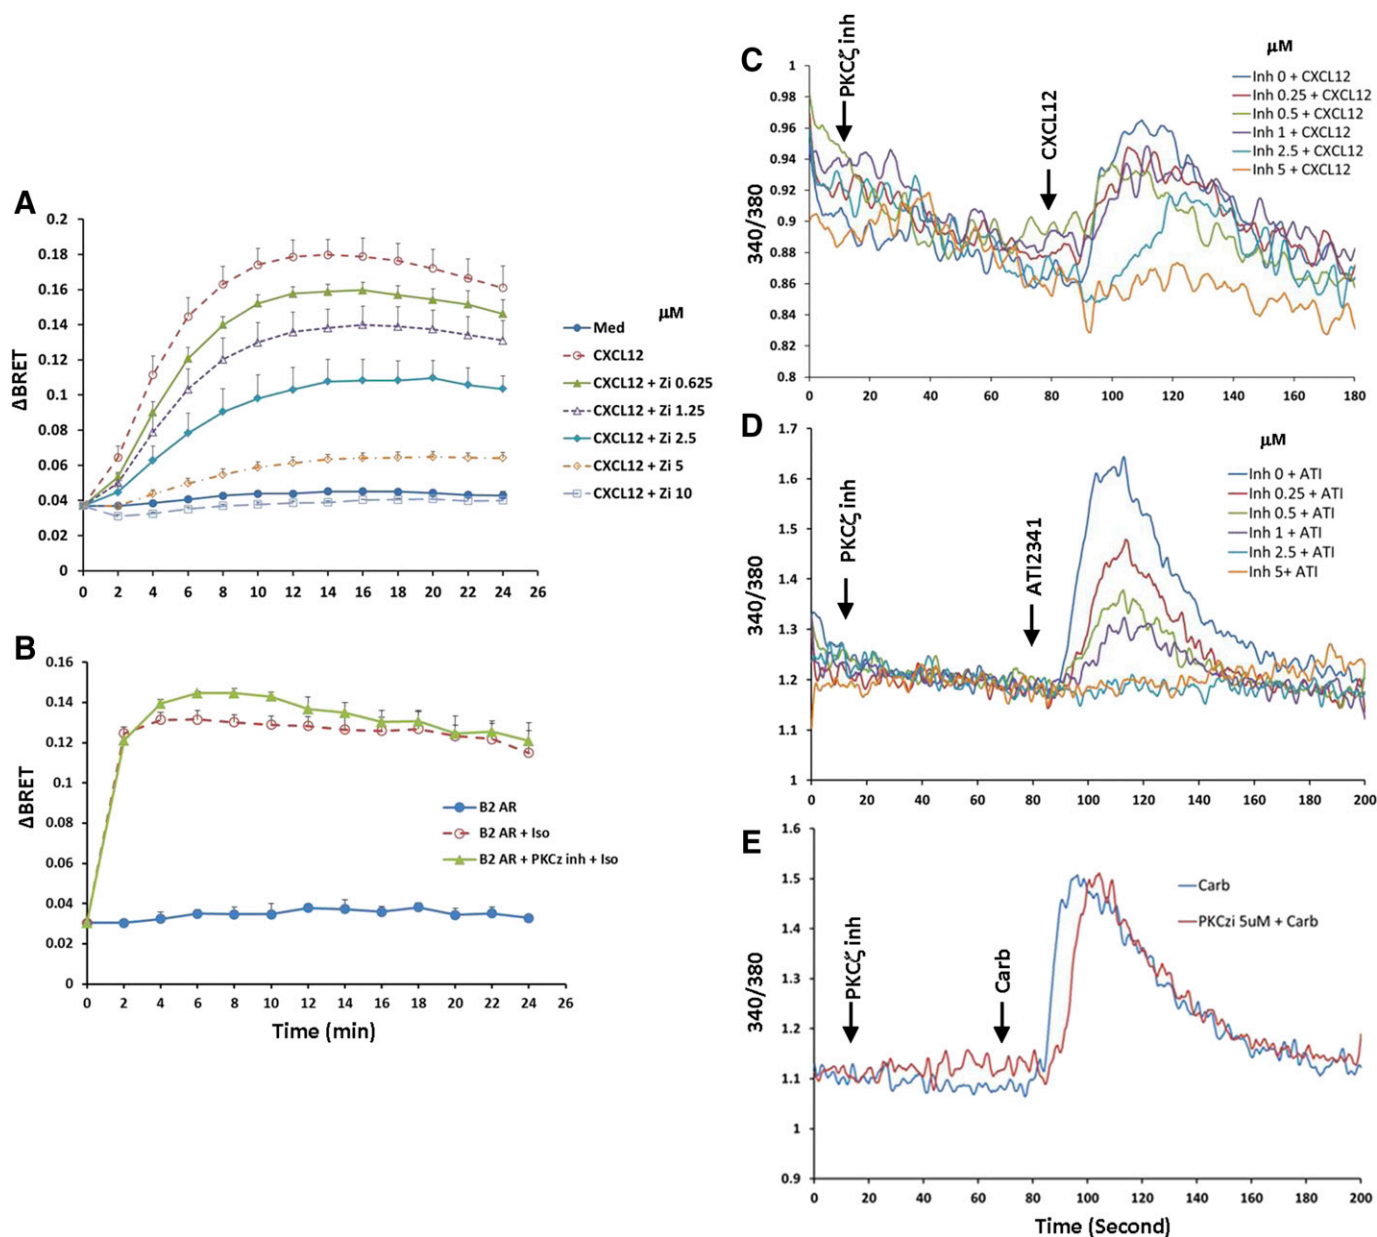 A
0.2
0.18
0.16
0.14
0.12
0.1
0.08
0.06
0.04
0.02
0
ΔBRET
0 2 4 6 8 10 12 14 16 18 20 22 24 26
μM
Med
CXCL12
CXCL12 + Zi 0.625
CXCL12 + Zi 1.25
CXCL12 + Zi 2.5
CXCL12 + Zi 5
CXCL12 + Zi 10
B
0.16
0.14
0.12
0.1
0.08
0.06
0.04
0.02
0
ΔBRET
B2 AR
B2 AR + Iso
B2 AR + PKCz inh + Iso
0 2 4 6 8 10 12 14 16 18 20 22 24 26
Time (min)
C
1
0.98
0.96
0.94
0.92
0.9
0.88
0.86
0.84
0.82
0.8
340/380
PKCζ inh
CXCL12
μM
Inh 0 + CXCL12
Inh 0.25 + CXCL12
Inh 0.5 + CXCL12
Inh 1 + CXCL12
Inh 2.5 + CXCL12
Inh 5 + CXCL12
0 20 40 60 80 100 120 140 160 180
D
1.7
1.6
1.5
1.4
1.3
1.2
1.1
1
340/380
PKCζ inh
ATI2341
μM
Inh 0 + ATI
Inh 0.25 + ATI
Inh 0.5 + ATI
Inh 1 + ATI
Inh 2.5 + ATI
Inh 5+ ATI
0 20 40 60 80 100 120 140 160 180 200
E
1.6
1.5
1.4
1.3
1.2
1.1
1
0.9
340/380
PKCζ inh
Carb
Carb
PKCzi 5uM + Carb
0 20 40 60 80 100 120 140 160 180 200
Time (Second)